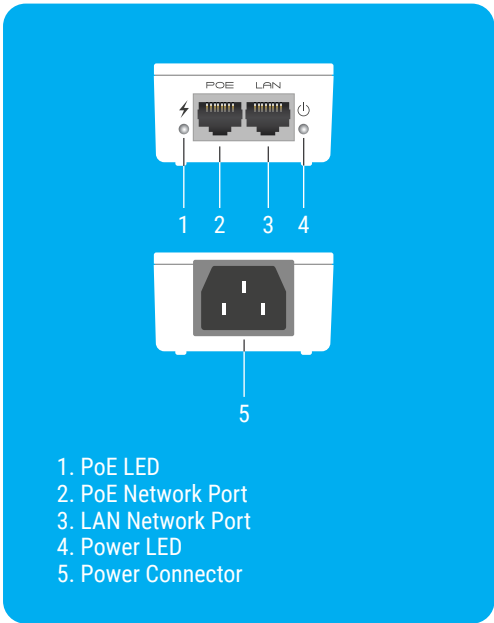 POE LAN
1 2 3 4
5
1. PoE LED
2. PoE Network Port
3. LAN Network Port
4. Power LED
5. Power Connector